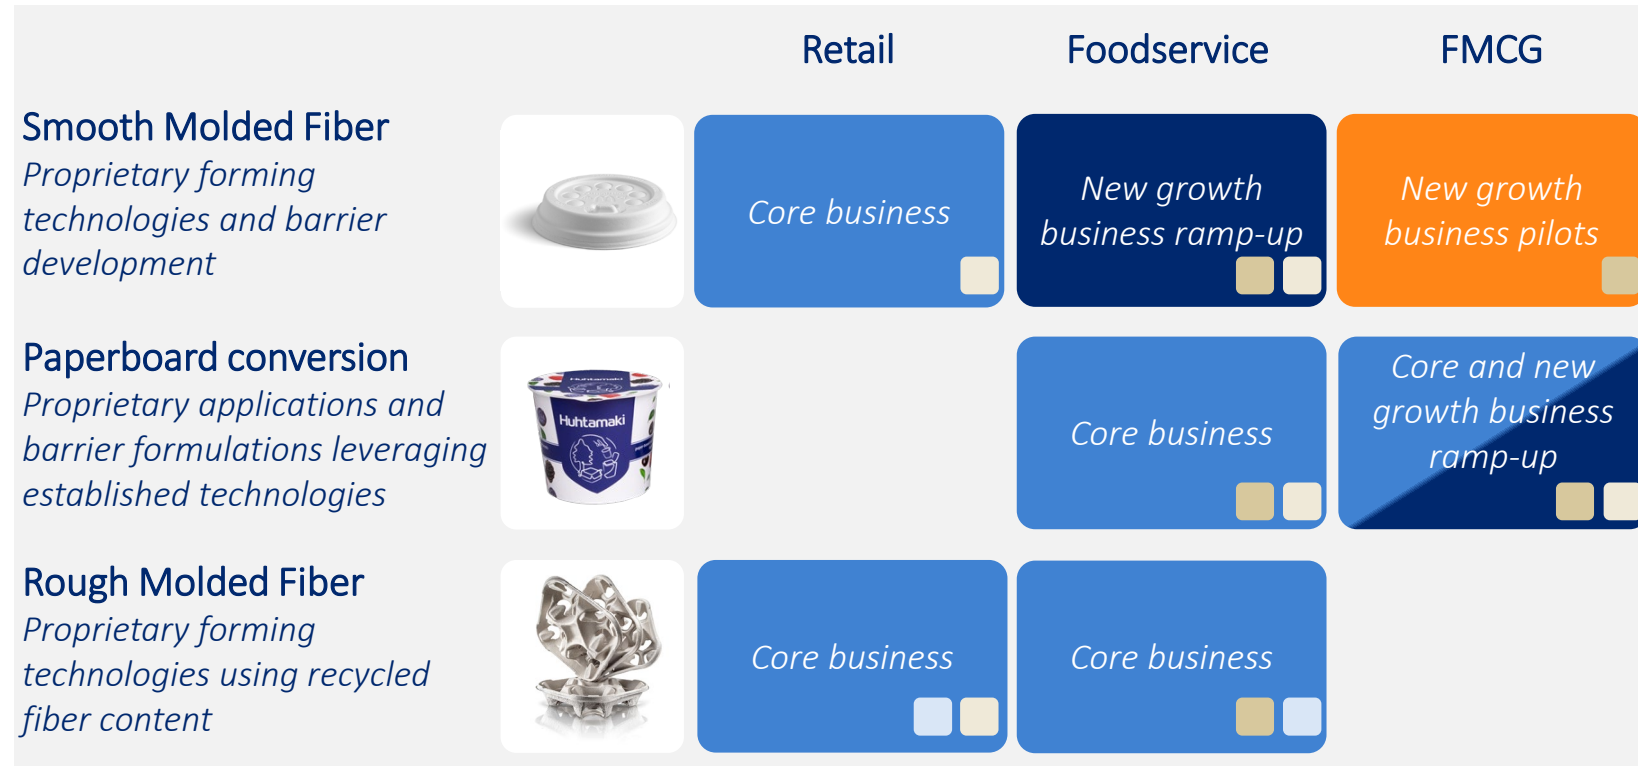 Retail
Foodservice
FMCG
Smooth Molded Fiber
Proprietary forming
technologies and barrier
development
Core business
New growth
business ramp-up
New growth
business pilots
Paperboard conversion
Proprietary applications and
barrier formulations leveraging
established technologies
Huhtamaki
Huhtamaki
Core business
Core and new
growth business
ramp-up
Rough Molded Fiber
Proprietary forming
technologies using recycled
fiber content
Core business
Core business